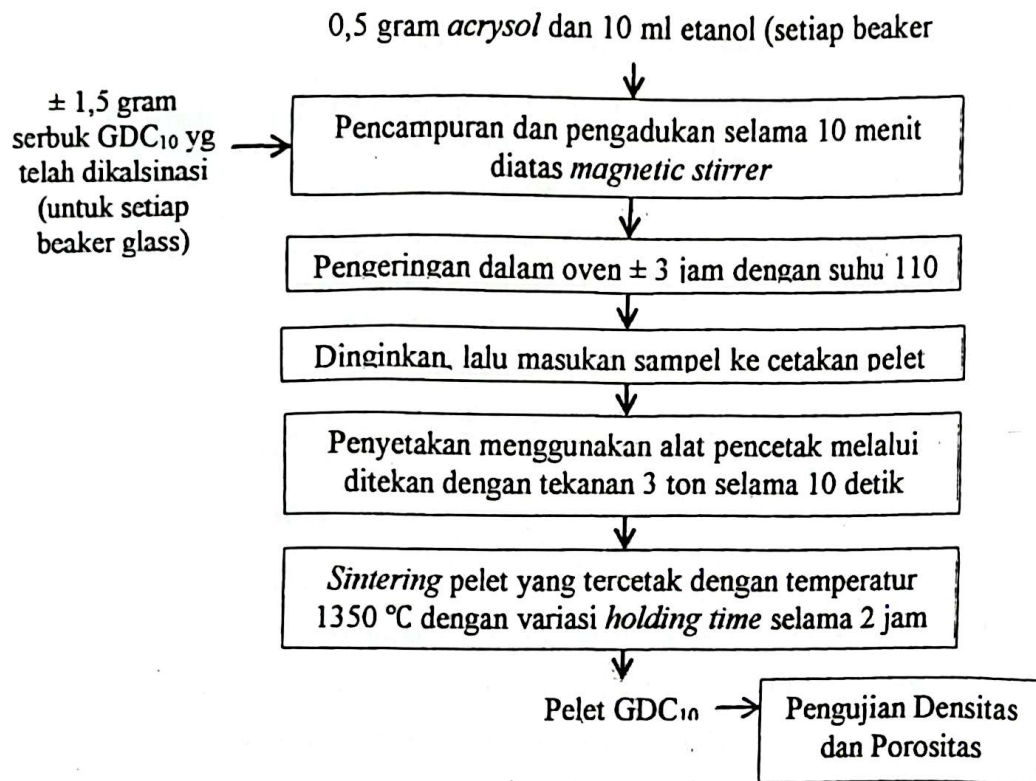 0,5 gram acrysol dan 10 ml etanol (setiap beaker
± 1,5 gram
serbuk GDC₁₀ yg
telah dikalsinasi
(untuk setiap
beaker glass)
Pencampuran dan pengadukan selama 10 menit
diatas magnetic stirrer
Pengeringan dalam oven ± 3 jam dengan suhu 110
Dinginkan, lalu masukan sampel ke cetakan pelet
Penyetakan menggunakan alat pencetak melalui
ditekan dengan tekanan 3 ton selama 10 detik
Sintering pelet yang tercetak dengan temperatur
1350 °C dengan variasi holding time selama 2 jam
Pelet GDC₁₀
Pengujian Densitas
dan Porositas